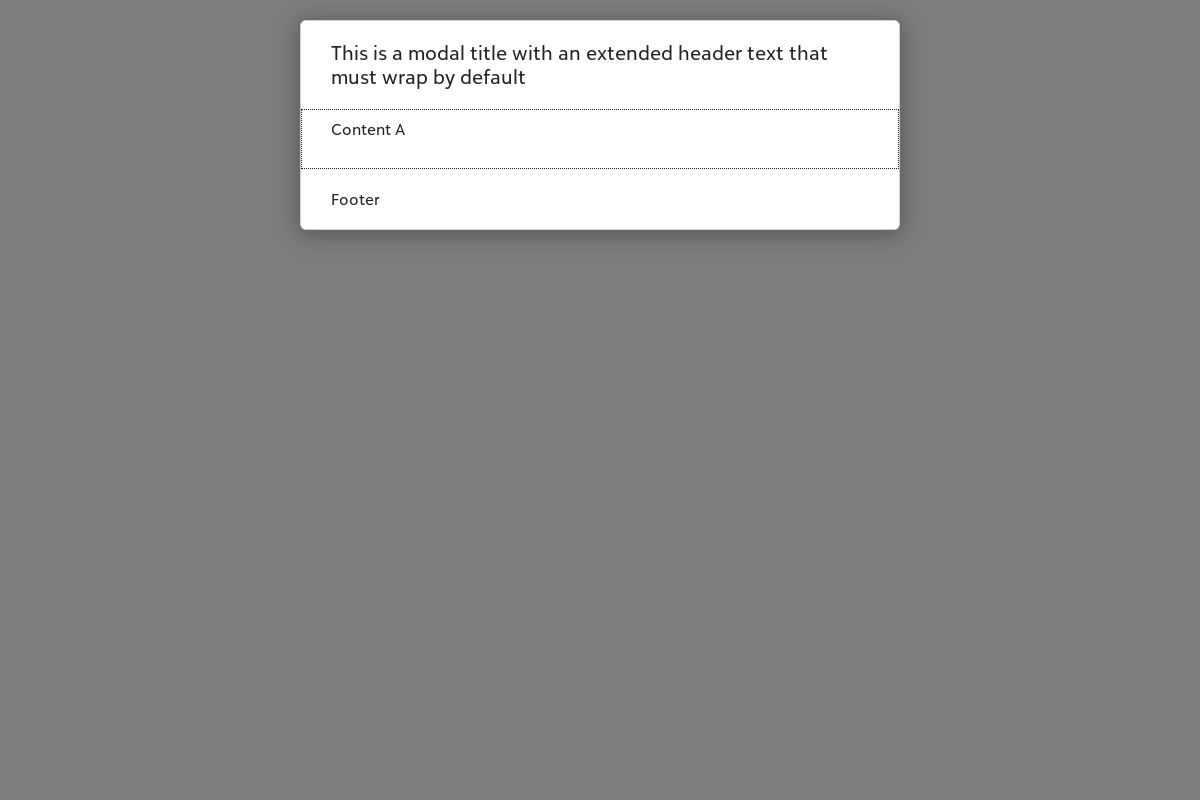 This is a modal title with an extended header text that
must wrap by default
Content A
Footer